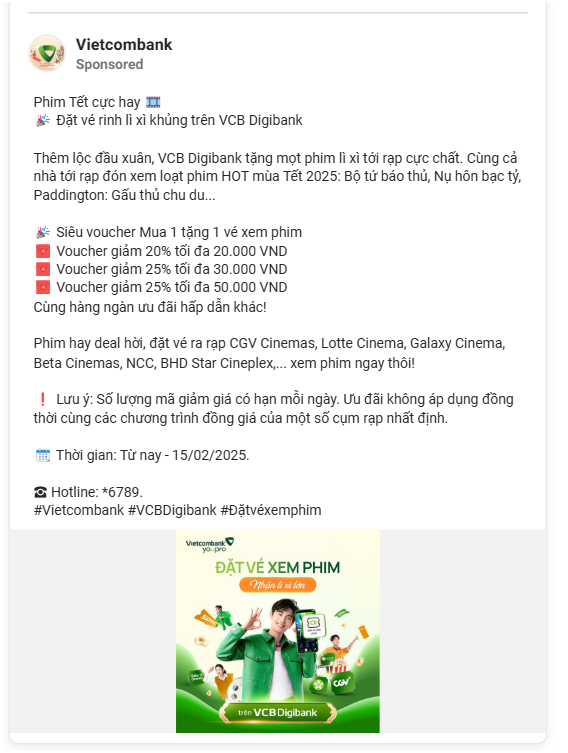 Vietcombank
Sponsored
Phim Tết cực hay 🎞️
🎉 Đặt vé rinh lì xì khủng trên VCB Digibank
Thêm lộc đầu xuân, VCB Digibank tặng mọt phim lì xì tới rạp cực chất. Cùng cả
nhà tới rạp đón xem loạt phim HOT mùa Tết 2025: Bộ tứ báo thủ, Nụ hôn bạc tỷ,
Paddington: Gấu thủ chu du...
🎉 Siêu voucher Mua 1 tặng 1 vé xem phim
🧧 Voucher giảm 20% tối đa 20.000 VND
🧧 Voucher giảm 25% tối đa 30.000 VND
🧧 Voucher giảm 25% tối đa 50.000 VND
Cùng hàng ngàn ưu đãi hấp dẫn khác!
Phim hay deal hời, đặt vé ra rạp CGV Cinemas, Lotte Cinema, Galaxy Cinema,
Beta Cinemas, NCC, BHD Star Cineplex,... xem phim ngay thôi!
❗ Lưu ý: Số lượng mã giảm giá có hạn mỗi ngày. Ưu đãi không áp dụng đồng
thời cùng các chương trình đồng giá của một số cụm rạp nhất định.
📅 Thời gian: Từ nay - 15/02/2025.
☎ Hotline: *6789.
#Vietcombank #VCBDigibank #Đặtvéxemphim
Vietcombank
youpro
ĐẶT VÉ XEM PHIM
Nhận lì xì lớn
CGV
trên VCBDigibank